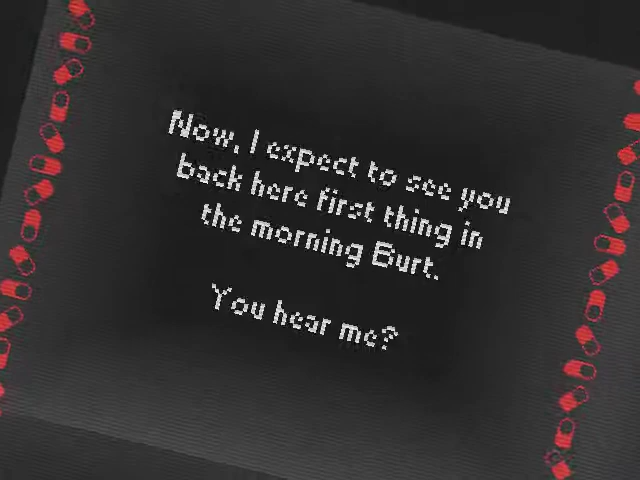 Now, I expect to see you
back here first thing in
the morning Burt.
You hear me?